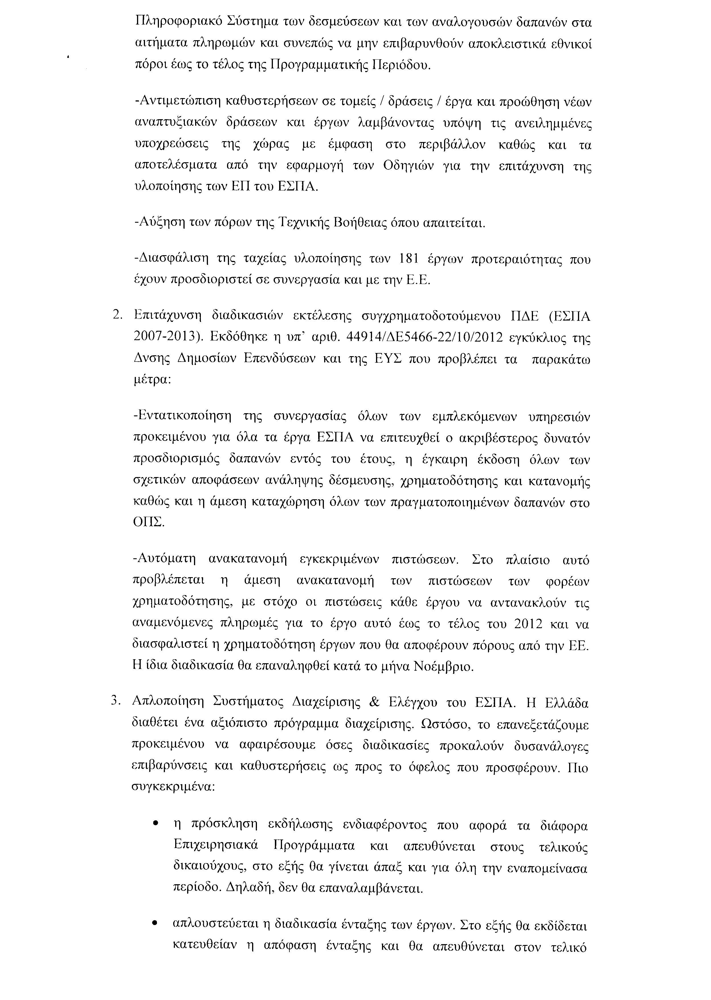 Πληροφοριακό Σύστημα των δεσμεύσεων και των αναλογουσών δαπανών στα
αιτήματα πληρωμών και συνεπώς να μην επιβαρυνθούν αποκλειστικά εθνικοί
πόροι έως το τέλος της Προγραμματικής Περιόδου.
-Αντιμετώπιση καθυστερήσεων σε τομείς / δράσεις / έργα και προώθηση νέων
αναπτυξιακών δράσεων και έργων λαμβάνοντας υπόψη τις ανειλημμένες
υποχρεώσεις της χώρας με έμφαση στο περιβάλλον καθώς και τα
αποτελέσματα από την εφαρμογή των Οδηγιών για την επιτάχυνση της
υλοποίησης των ΕΠ του ΕΣΠΑ.
-Αύξηση των πόρων της Τεχνικής Βοήθειας όπου απαιτείται.
-Διασφάλιση της ταχείας υλοποίησης των 181 έργων προτεραιότητας που
έχουν προσδιοριστεί σε συνεργασία και με την Ε.Ε.
2. Επιτάχυνση διαδικασιών εκτέλεσης συγχρηματοδοτούμενου ΠΔΕ (ΕΣΠΑ
2007-2013). Εκδόθηκε η υπ’ αριθ. 44914/ΔΕ5466-22/10/2012 εγκύκλιος της
Δνσης Δημοσίων Επενδύσεων και της ΕΥΣ που προβλέπει τα παρακάτω
μέτρα:
-Εντατικοποίηση της συνεργασίας όλων των εμπλεκόμενων υπηρεσιών
προκειμένου για όλα τα έργα ΕΣΠΑ να επιτευχθεί ο ακριβέστερος δυνατόν
προσδιορισμός δαπανών εντός του έτους, η έγκαιρη έκδοση όλων των
σχετικών αποφάσεων ανάληψης δέσμευσης, χρηματοδότησης και κατανομής
καθώς και η άμεση καταχώρηση όλων των πραγματοποιημένων δαπανών στο
ΟΠΣ.
-Αυτόματη ανακατανομή εγκεκριμένων πιστώσεων. Στο πλαίσιο αυτό
προβλέπεται η άμεση ανακατανομή των πιστώσεων των φορέων
χρηματοδότησης, με στόχο οι πιστώσεις κάθε έργου να αντανακλούν τις
αναμενόμενες πληρωμές για το έργο αυτό έως το τέλος του 2012 και να
διασφαλιστεί η χρηματοδότηση έργων που θα αποφέρουν πόρους από την ΕΕ.
Η ίδια διαδικασία θα επαναληφθεί κατά το μήνα Νοέμβριο.
3. Απλοποίηση Συστήματος Διαχείρισης & Ελέγχου του ΕΣΠΑ. Η Ελλάδα
διαθέτει ένα αξιόπιστο πρόγραμμα διαχείρισης. Ωστόσο, το επανεξετάζουμε
προκειμένου να αφαιρέσουμε όσες διαδικασίες προκαλούν δυσανάλογες
επιβαρύνσεις και καθυστερήσεις ως προς το όφελος που προσφέρουν. Πιο
συγκεκριμένα:
• η πρόσκληση εκδήλωσης ενδιαφέροντος που αφορά τα διάφορα
Επιχειρησιακά Προγράμματα και απευθύνεται στους τελικούς
δικαιούχους, στο εξής θα γίνεται άπαξ και για όλη την εναπομείνασα
περίοδο. Δηλαδή, δεν θα επαναλαμβάνεται.
• απλουστεύεται η διαδικασία ένταξης των έργων. Στο εξής θα εκδίδεται
κατευθείαν η απόφαση ένταξης και θα απευθύνεται στον τελικό